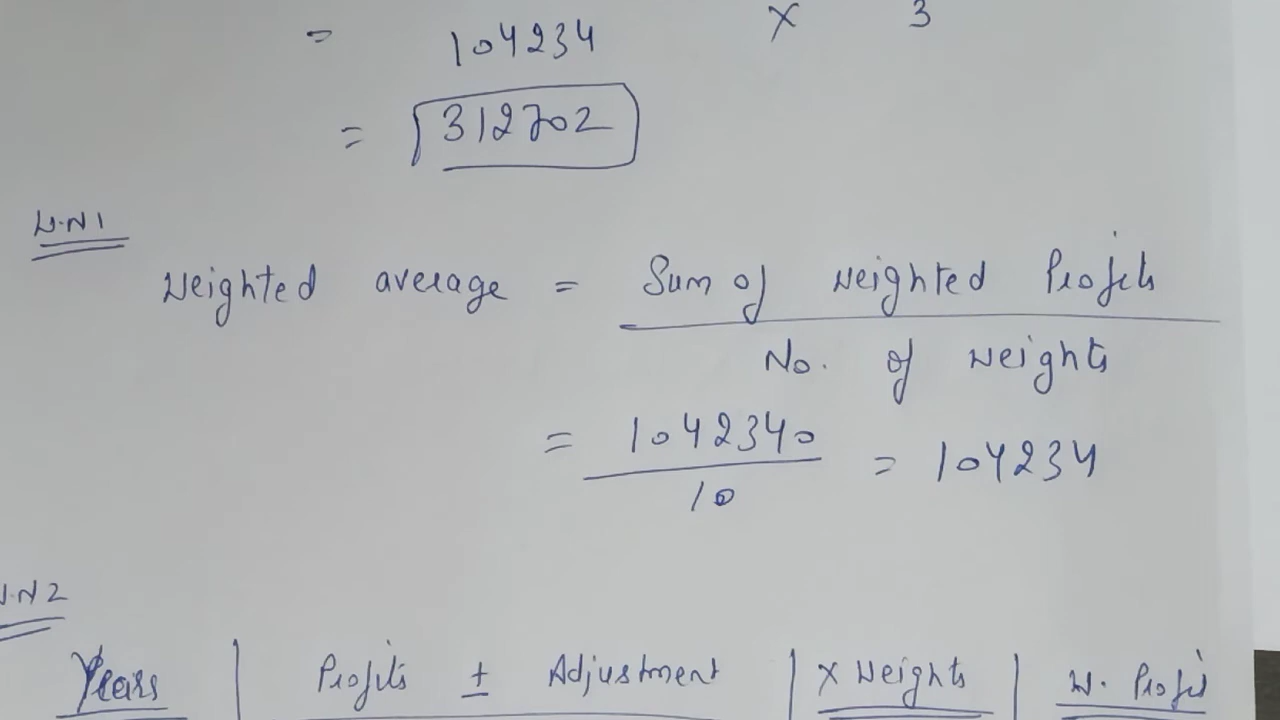 = 104234 × 3
= 312702
W.N1
Weighted average = Sum of Weighted Profits
No. of Weights
= 1042340 / 10 = 104234
W.N2
Years | Profits ± Adjustment | × Weights | W. Profit